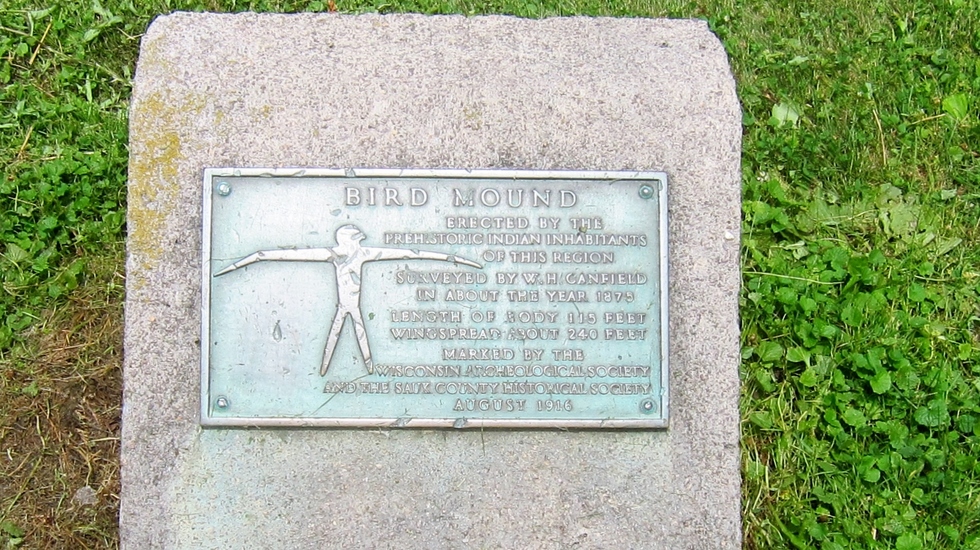 BIRD MOUND
ERECTED BY THE
PREHISTORIC INDIAN INHABITANTS
OF THIS REGION
SURVEYED BY W. H. CANFIELD
IN ABOUT THE YEAR 1875
LENGTH OF BODY 115 FEET
WINGSPREAD ABOUT 240 FEET
MARKED BY THE
WISCONSIN ARCHEOLOGICAL SOCIETY
AND THE SAUK COUNTY HISTORICAL SOCIETY
AUGUST 1916